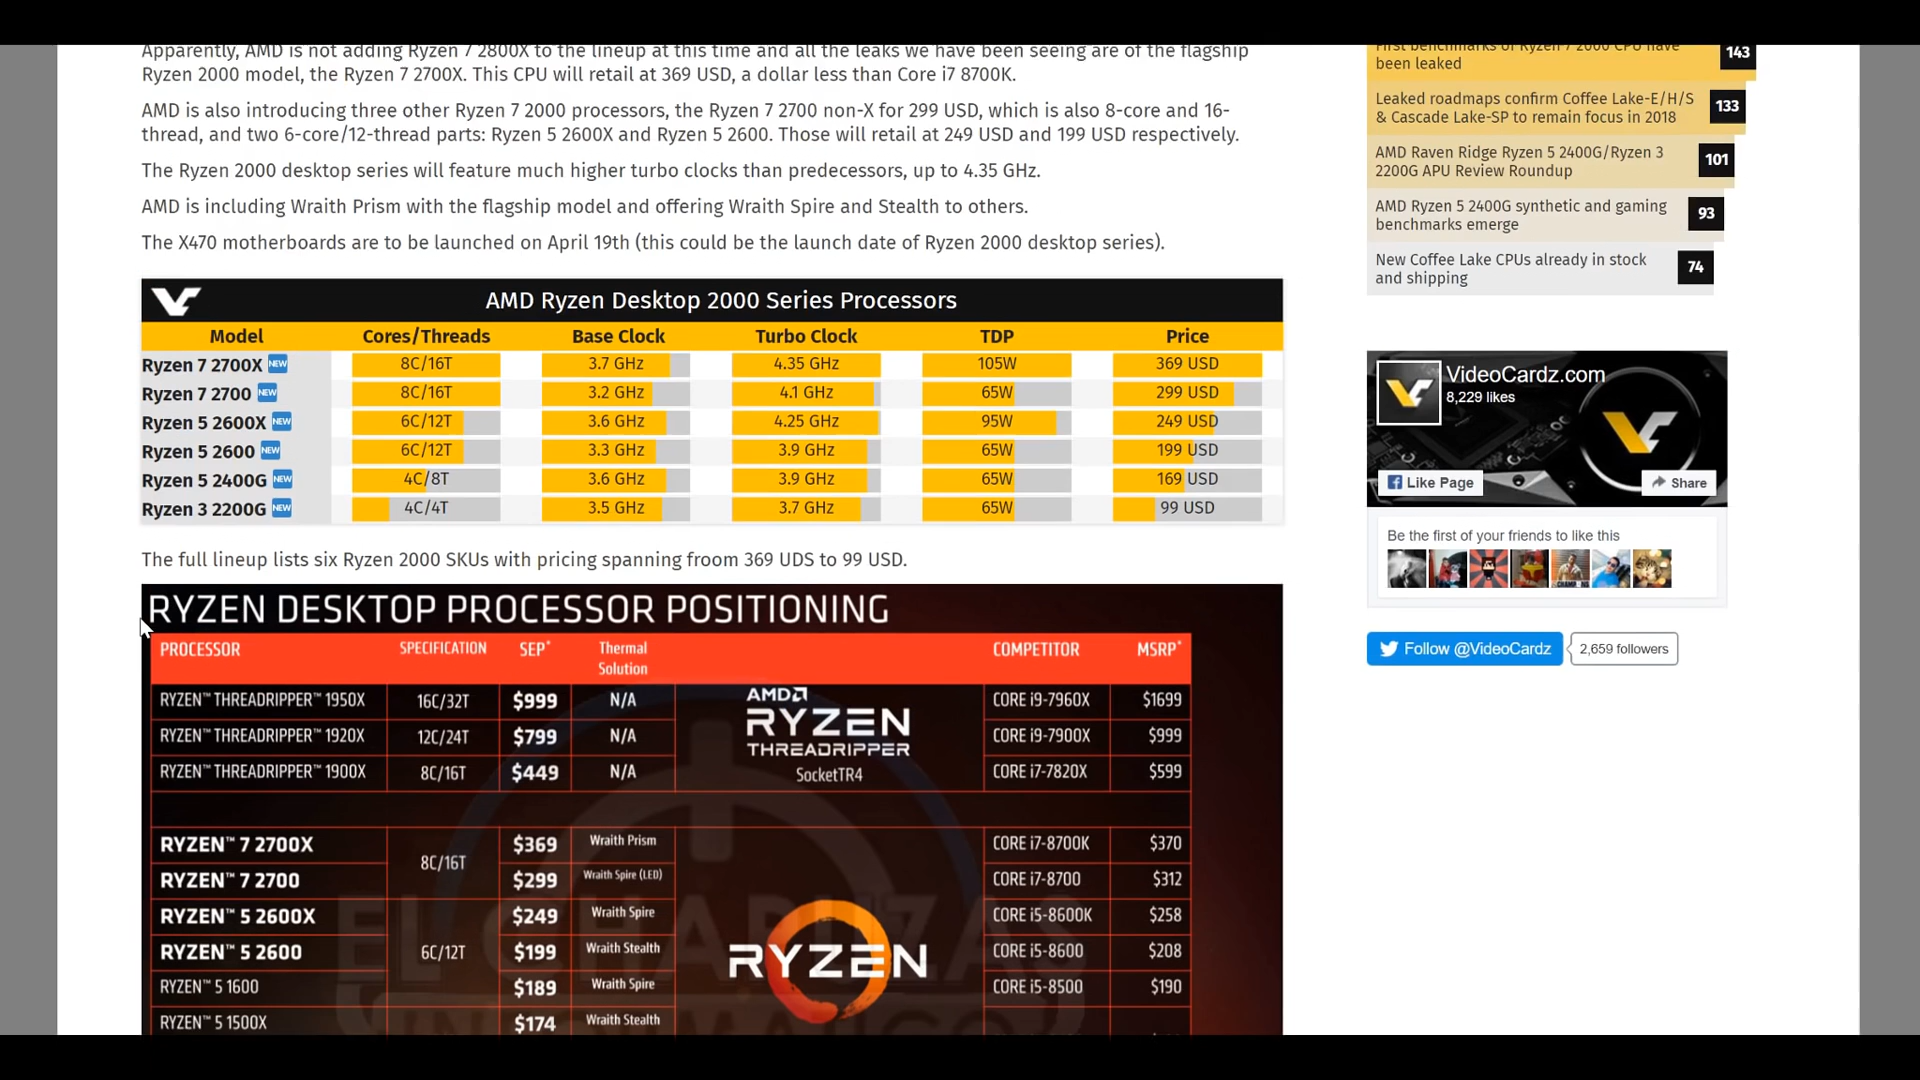 Apparently, AMD is not adding Ryzen 7 2800X to the lineup at this time and all the leaks we have been seeing are of the flagship
Ryzen 2000 model, the Ryzen 7 2700X. This CPU will retail at 369 USD, a dollar less than Core i7 8700K.
AMD is also introducing three other Ryzen 7 2000 processors, the Ryzen 7 2700 non-X for 299 USD, which is also 8-core and 16-
thread, and two 6-core/12-thread parts: Ryzen 5 2600X and Ryzen 5 2600. Those will retail at 249 USD and 199 USD respectively.
The Ryzen 2000 desktop series will feature much higher turbo clocks than predecessors, up to 4.35 GHz.
AMD is including Wraith Prism with the flagship model and offering Wraith Spire and Stealth to others.
The X470 motherboards are to be launched on April 19th (this could be the launch date of Ryzen 2000 desktop series).
AMD Ryzen Desktop 2000 Series Processors
Model Cores/Threads Base Clock Turbo Clock TDP Price
Ryzen 7 2700X NEW 8C/16T 3.7 GHz 4.35 GHz 105W 369 USD
Ryzen 7 2700 NEW 8C/16T 3.2 GHz 4.1 GHz 65W 299 USD
Ryzen 5 2600X NEW 6C/12T 3.6 GHz 4.25 GHz 95W 249 USD
Ryzen 5 2600 NEW 6C/12T 3.3 GHz 3.9 GHz 65W 199 USD
Ryzen 5 2400G NEW 4C/8T 3.6 GHz 3.9 GHz 65W 169 USD
Ryzen 3 2200G NEW 4C/4T 3.5 GHz 3.7 GHz 65W 99 USD
The full lineup lists six Ryzen 2000 SKUs with pricing spanning froom 369 UDS to 99 USD.
RYZEN DESKTOP PROCESSOR POSITIONING
PROCESSOR SPECIFICATION SEP* Thermal Solution COMPETITOR MSRP*
RYZEN™ THREADRIPPER™ 1950X 16C/32T $999 N/A CORE i9-7960X $1699
RYZEN™ THREADRIPPER™ 1920X 12C/24T $799 N/A CORE i9-7900X $999
RYZEN™ THREADRIPPER™ 1900X 8C/16T $449 N/A CORE i7-7820X $599
AMD
RYZEN
THREADRIPPER
SocketTR4
RYZEN™ 7 2700X 8C/16T $369 Wraith Prism CORE i7-8700K $370
RYZEN™ 7 2700 $299 Wraith Spire (LED) CORE i7-8700 $312
RYZEN™ 5 2600X 6C/12T $249 Wraith Spire CORE i5-8600K $258
RYZEN™ 5 2600 $199 Wraith Stealth CORE i5-8600 $208
RYZEN™ 5 1600 $189 Wraith Spire CORE i5-8500 $190
RYZEN™ 5 1500X $174 Wraith Stealth
RYZEN
First benchmarks of Ryzen 7 2000 CPU have
been leaked
143
Leaked roadmaps confirm Coffee Lake-E/H/S
& Cascade Lake-SP to remain focus in 2018
133
AMD Raven Ridge Ryzen 5 2400G/Ryzen 3
2200G APU Review Roundup
101
AMD Ryzen 5 2400G synthetic and gaming
benchmarks emerge
93
New Coffee Lake CPUs already in stock
and shipping
74
VideoCardz.com
8,229 likes
Like Page
Share
Be the first of your friends to like this
Follow @VideoCardz
2,659 followers